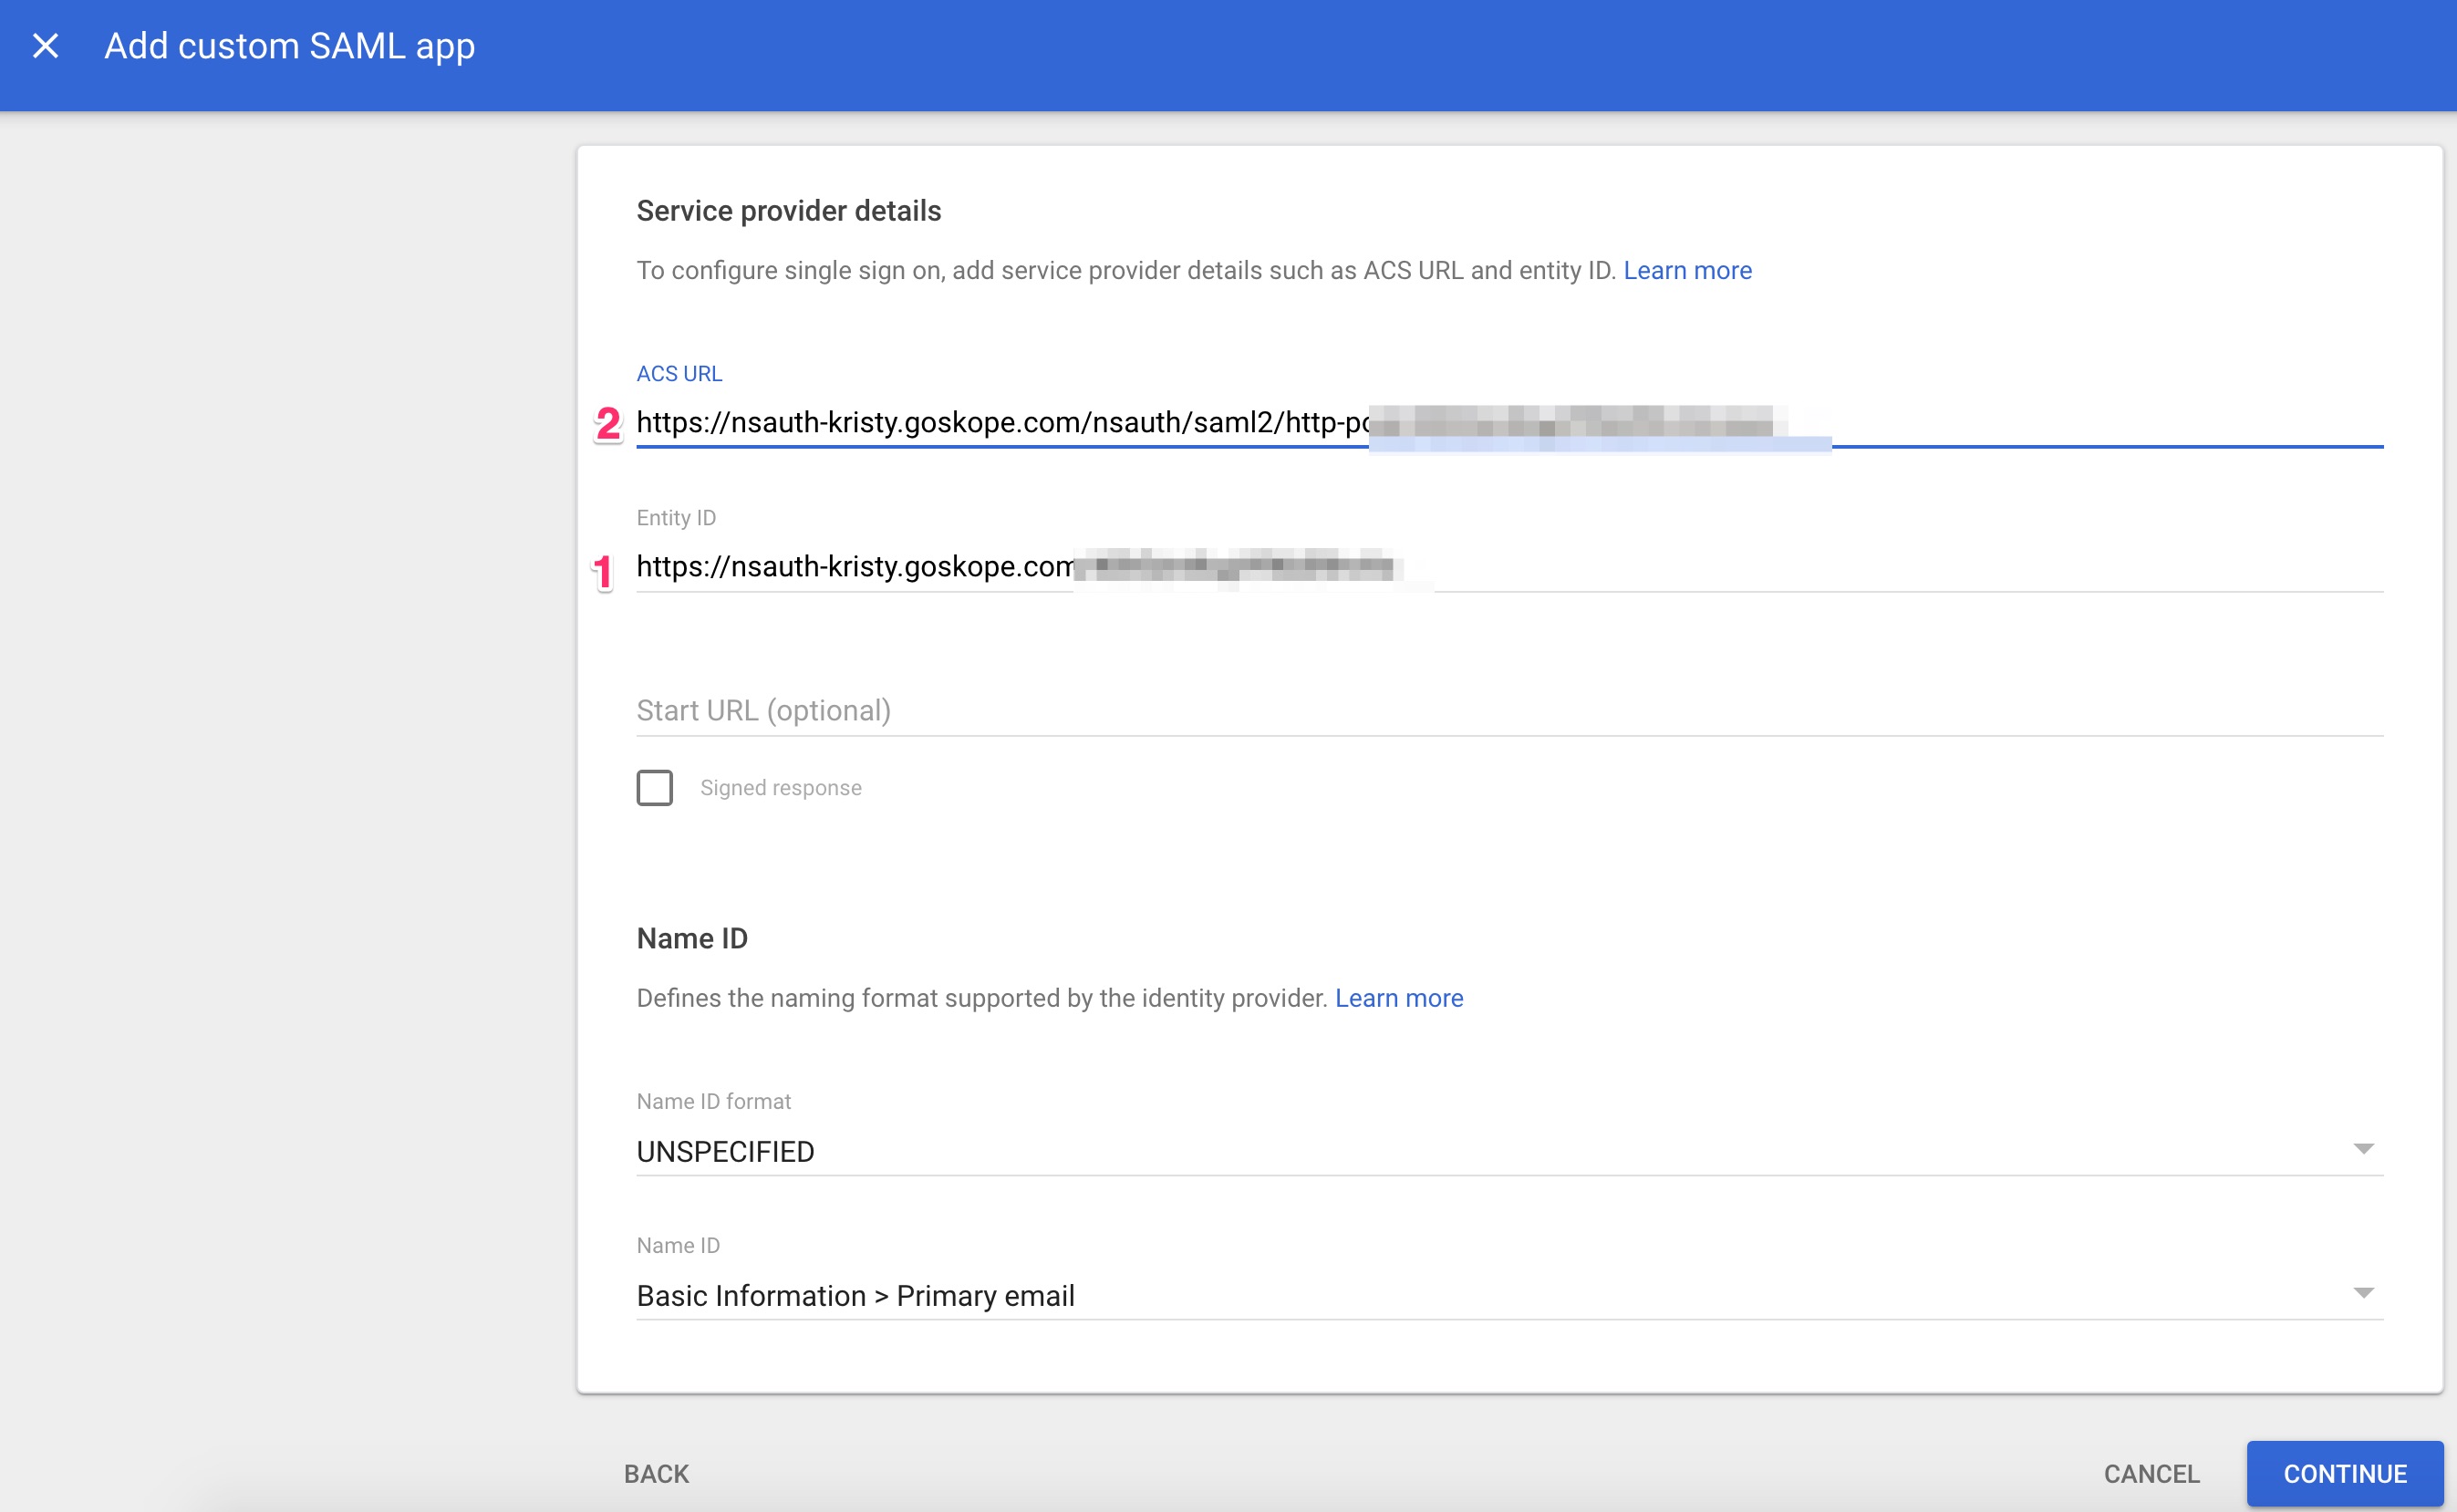 Add custom SAML app
Service provider details
To configure single sign on, add service provider details such as ACS URL and entity ID. Learn more
ACS URL
2 https://nsauth-kristy.goskope.com/nsauth/saml2/http-po
Entity ID
1 https://nsauth-kristy.goskope.com
Start URL (optional)
Signed response
Name ID
Defines the naming format supported by the identity provider. Learn more
Name ID format
UNSPECIFIED
Name ID
Basic Information > Primary email
BACK CANCEL CONTINUE